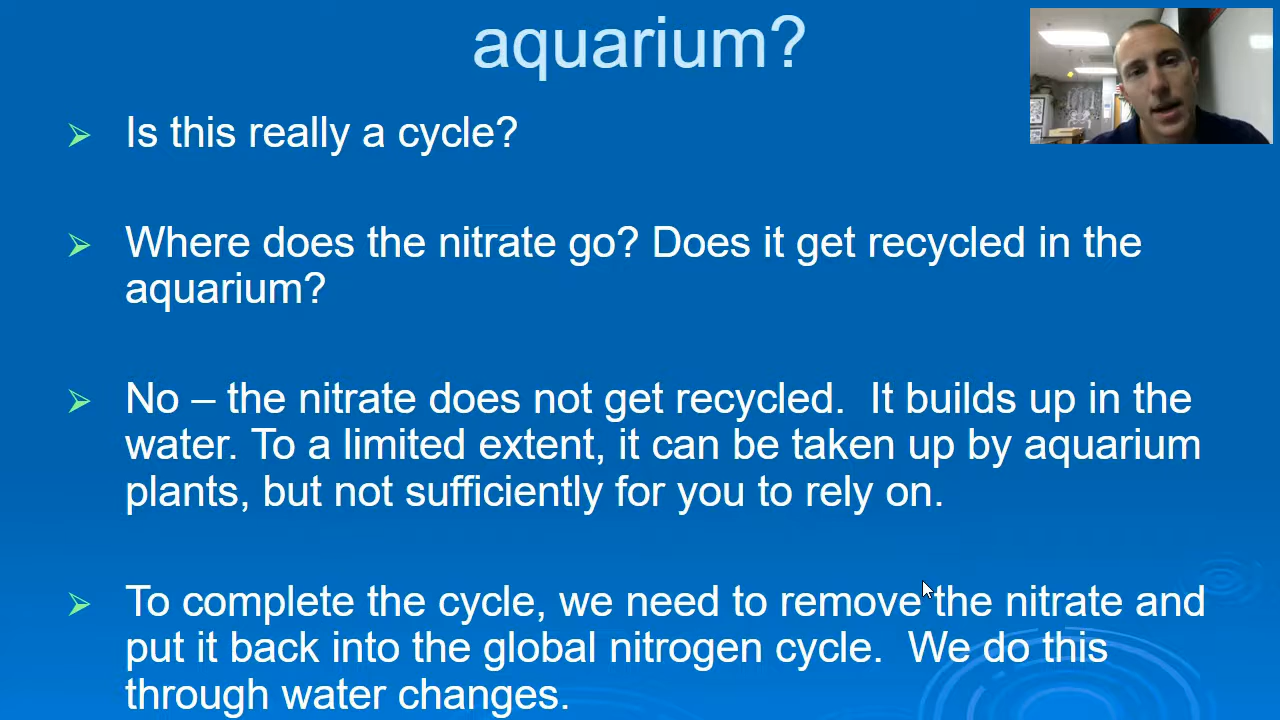 aquarium?
Is this really a cycle?
Where does the nitrate go? Does it get recycled in the
aquarium?
No – the nitrate does not get recycled.  It builds up in the
water. To a limited extent, it can be taken up by aquarium
plants, but not sufficiently for you to rely on.
To complete the cycle, we need to remove the nitrate and
put it back into the global nitrogen cycle.  We do this
through water changes.